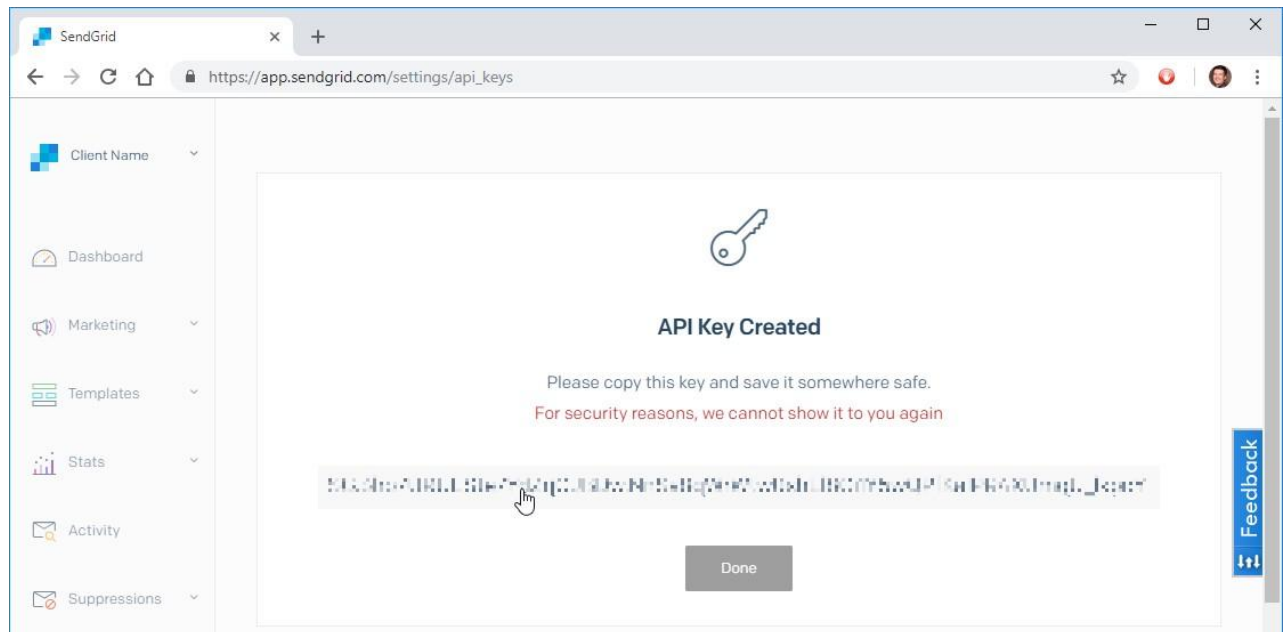 SendGrid
https://app.sendgrid.com/settings/api_keys
Client Name
Dashboard
Marketing
Templates
Stats
Activity
Suppressions
API Key Created
Please copy this key and save it somewhere safe.
For security reasons, we cannot show it to you again
Done
Feedback